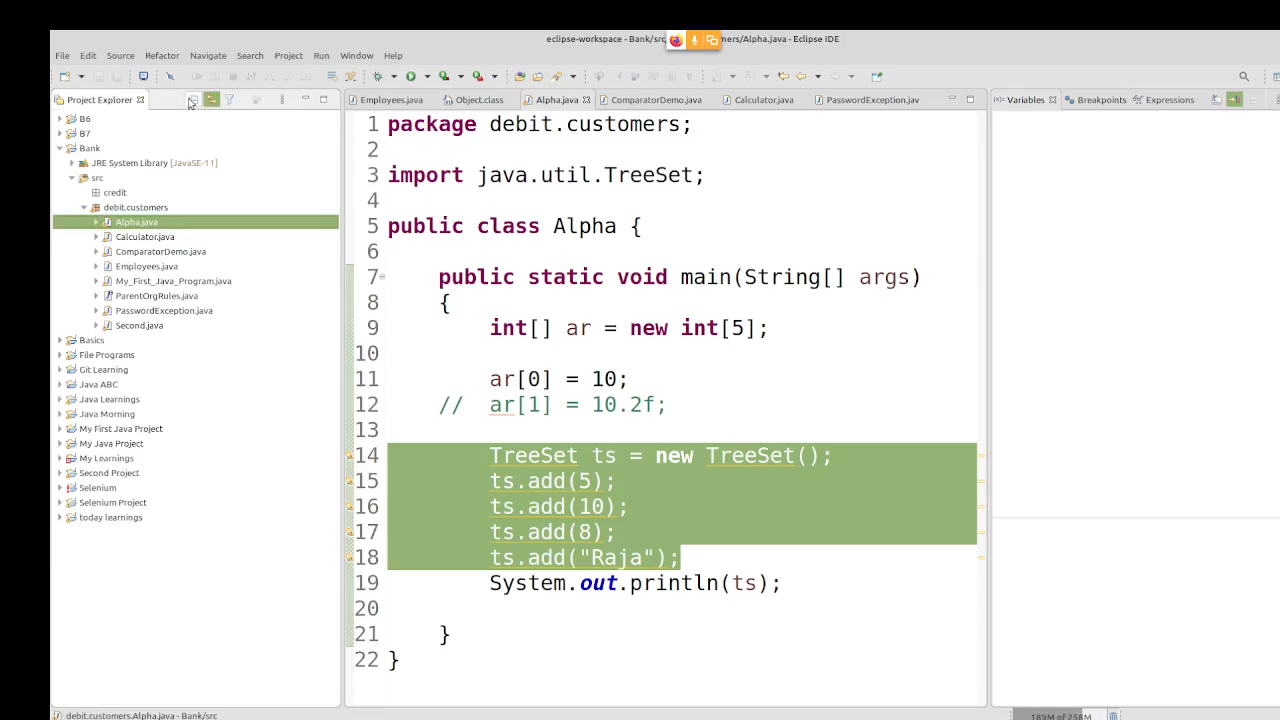 eclipse-workspace - Bank/src
mers/Alpha.java - Eclipse IDE
File Edit Source Refactor Navigate Search Project Run Window Help
Project Explorer
Employees.java Object.class Alpha.java ComparatorDemo.java Calculator.java PasswordException.jav
Variables Breakpoints Expressions
B6
B7
Bank
JRE System Library [JavaSE-11]
src
credit
debit.customers
Alpha.java
Calculator.java
ComparatorDemo.java
Employees.java
My_First_Java_Program.java
ParentOrgRules.java
PasswordException.java
Second.java
Basics
File Programs
Git Learning
Java ABC
Java Learnings
Java Morning
My First Java Project
My Java Project
My Learnings
Second Project
Selenium
Selenium Project
today learnings
1 package debit.customers;
2
3 import java.util.TreeSet;
4
5 public class Alpha {
6
7 public static void main(String[] args)
8 {
9 int[] ar = new int[5];
10
11 ar[0] = 10;
12 // ar[1] = 10.2f;
13
14 TreeSet ts = new TreeSet();
15 ts.add(5);
16 ts.add(10);
17 ts.add(8);
18 ts.add("Raja");
19 System.out.println(ts);
20
21 }
22 }
debit.customers.Alpha.java - Bank/src
189M of 258M